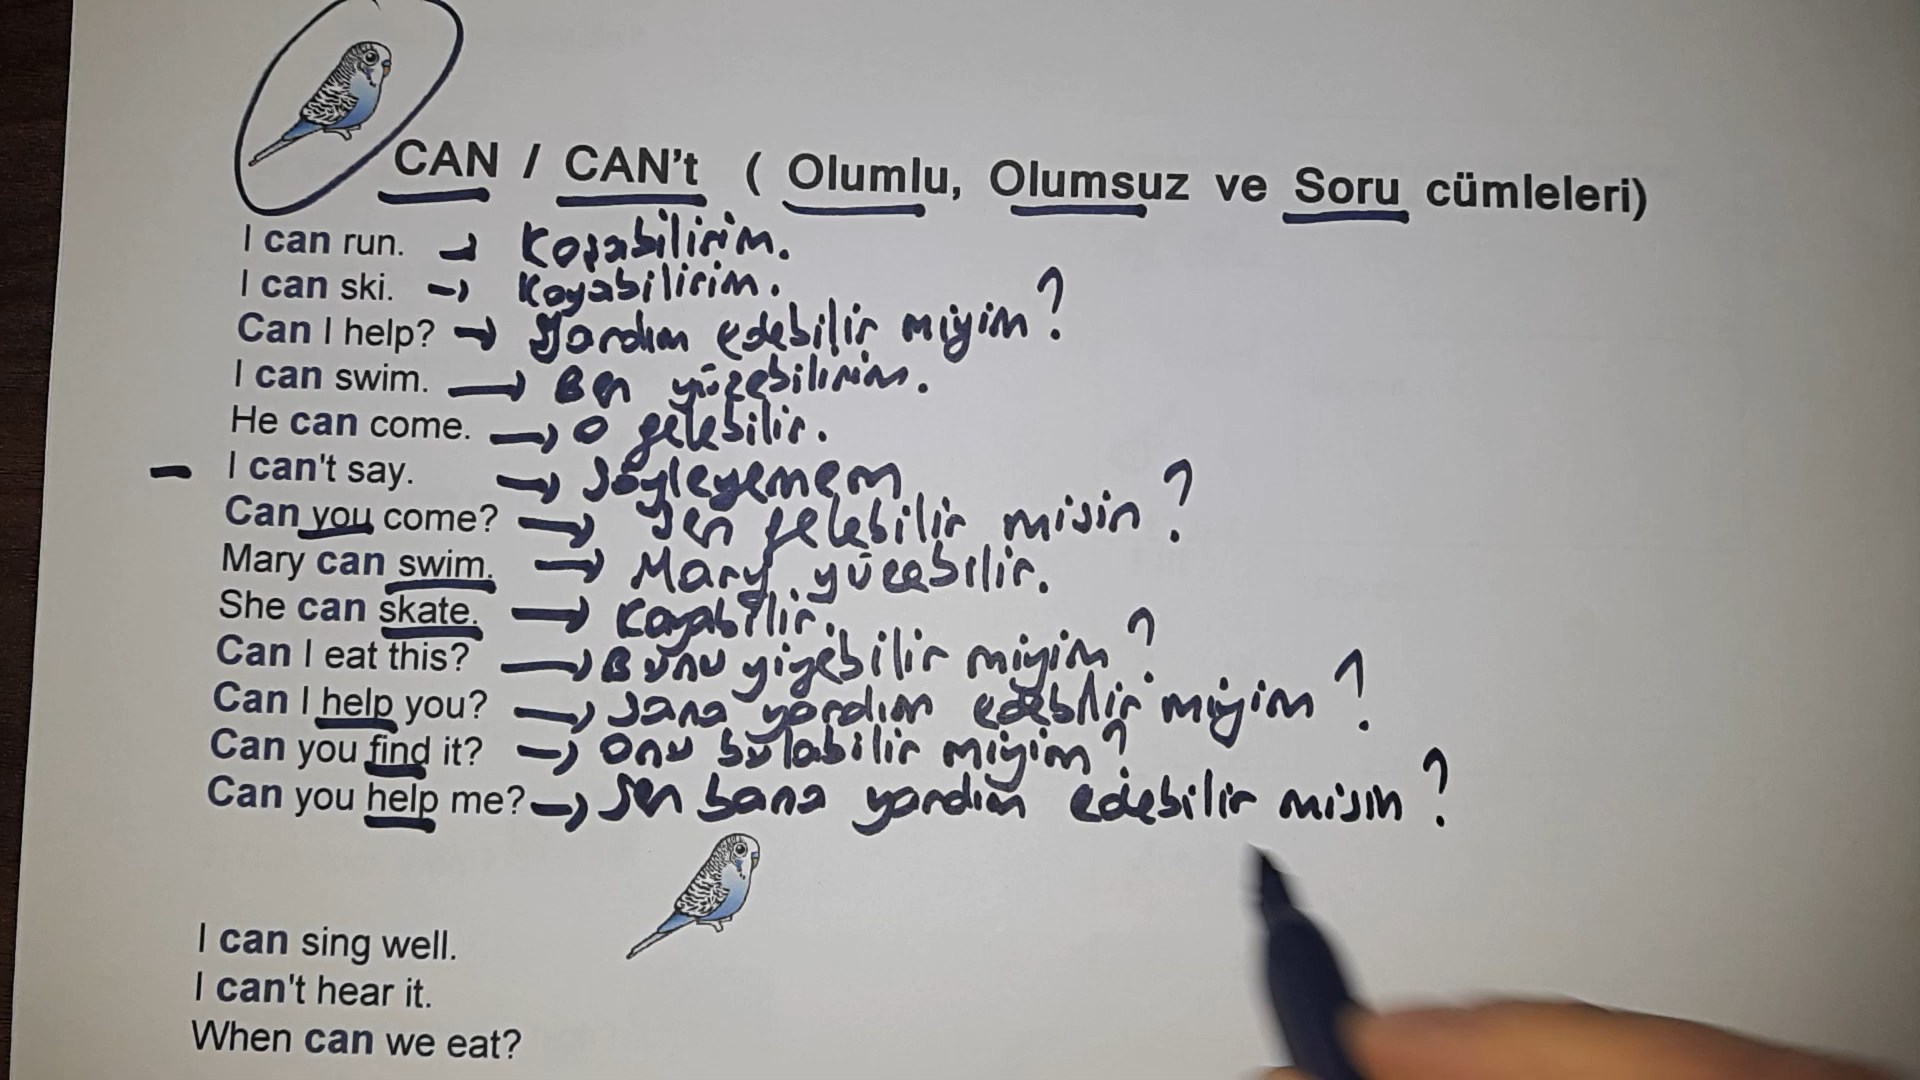 CAN / CAN't ( Olumlu, Olumsuz ve Soru cümleleri)
I can run. → Koşabilirim.
I can ski. → Kayabilirim.
Can I help? → Yardım edebilir miyim?
I can swim. → Ben yüzebilirim.
He can come. → O gelebilir.
- I can't say. → Söyleyemem
Can you come? → Sen gelebilir misin?
Mary can swim. → Mary yüzebilir.
She can skate. → Kayabilir.
Can I eat this? → Bunu yiyebilir miyim?
Can I help you? → Sana yardım edebilir miyim?
Can you find it? → Onu bulabilir miyim?
Can you help me? → Sen bana yardım edebilir misin?
I can sing well.
I can't hear it.
When can we eat?